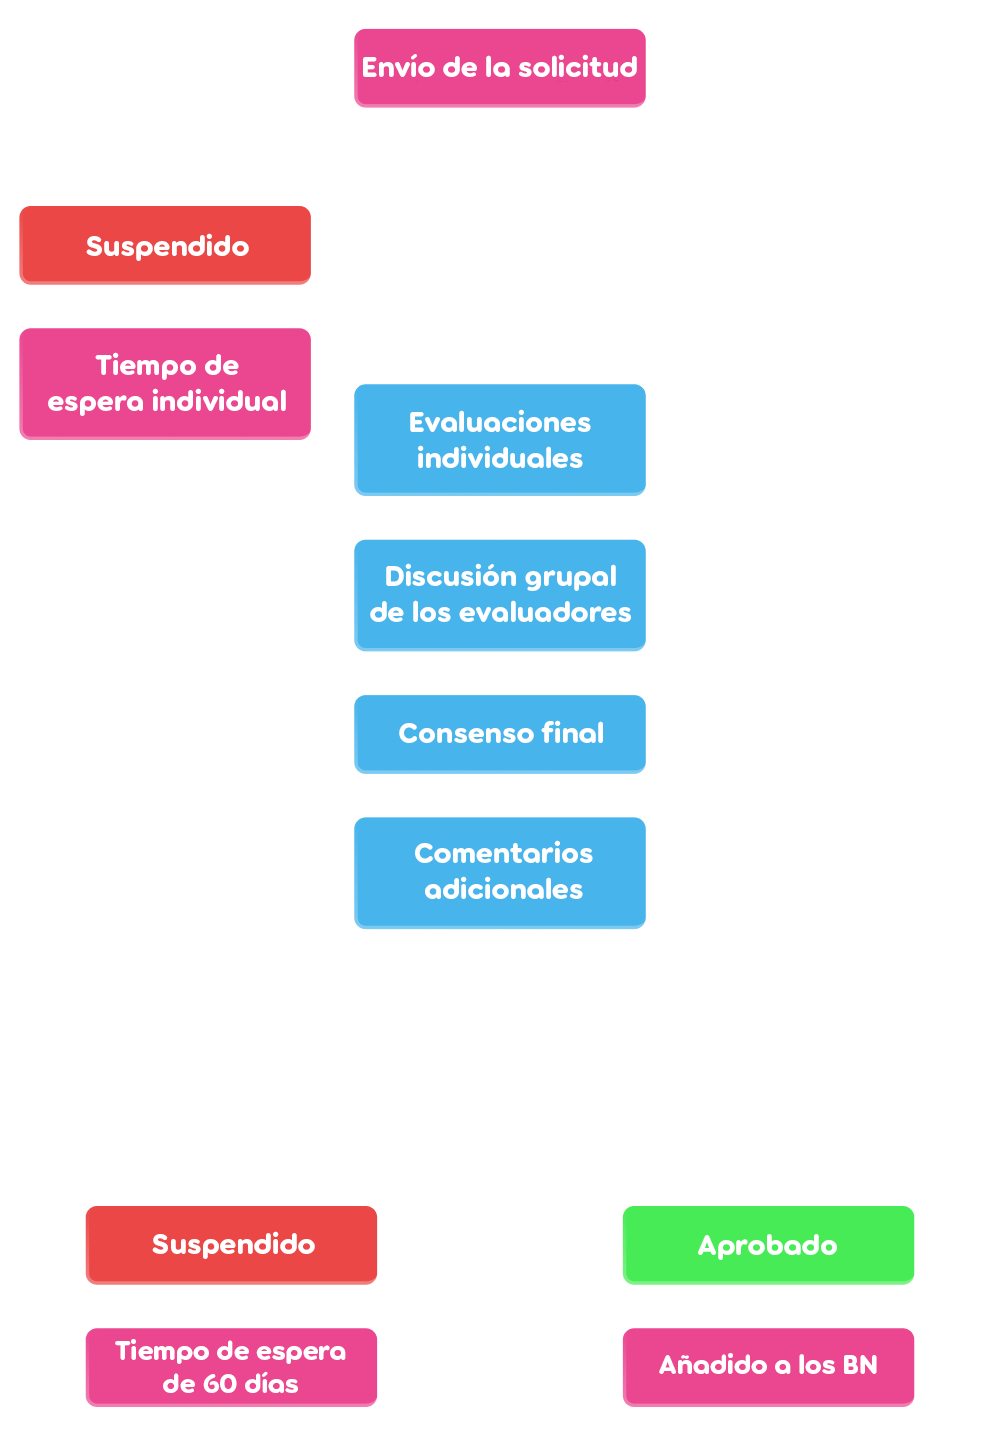 Envío de la solicitud
Suspendido
Tiempo de
espera individual
Evaluaciones
individuales
Discusión grupal
de los evaluadores
Consenso final
Comentarios
adicionales
Suspendido
Aprobado
Tiempo de espera
de 60 días
Añadido a los BN